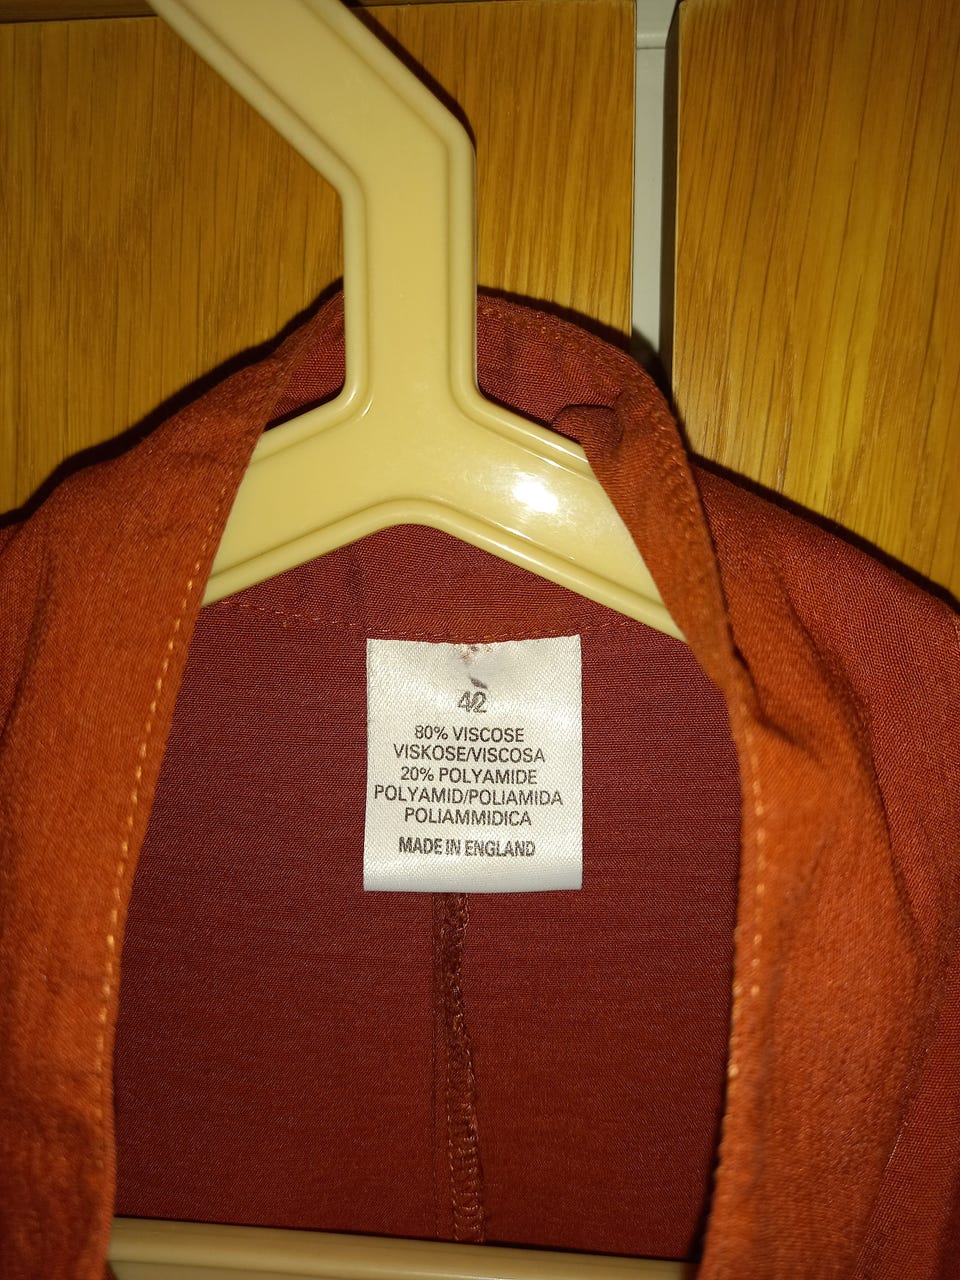 42
80% VISCOSE
VISKOSE/VISCOSA
20% POLYAMIDE
POLYAMID/POLIAMIDA
POLIAMMIDICA
MADE IN ENGLAND